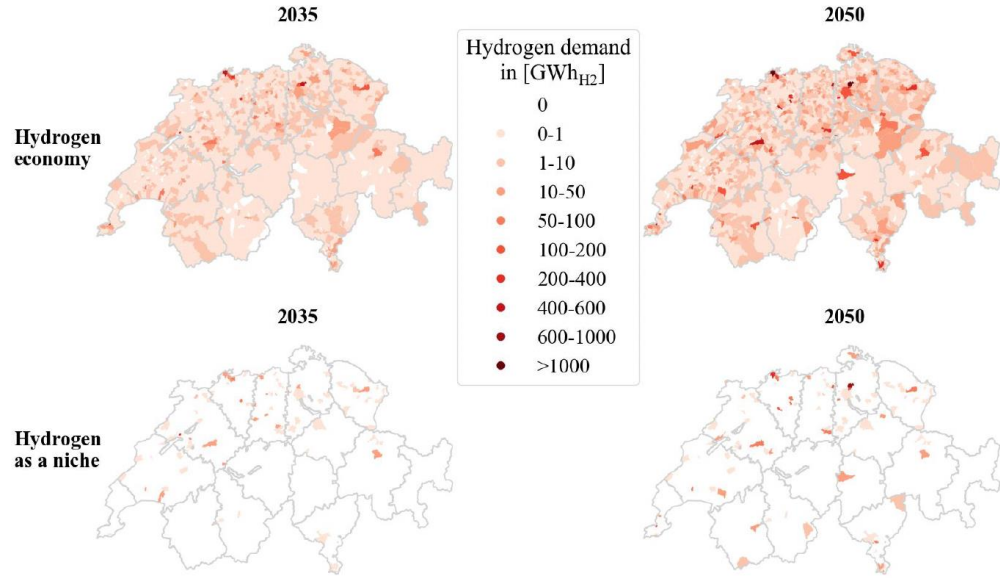 2035
2050
Hydrogen demand
in [GWhH2]
0
0-1
1-10
10-50
50-100
100-200
200-400
400-600
600-1000
>1000
Hydrogen
economy
2035
2050
Hydrogen
as a niche